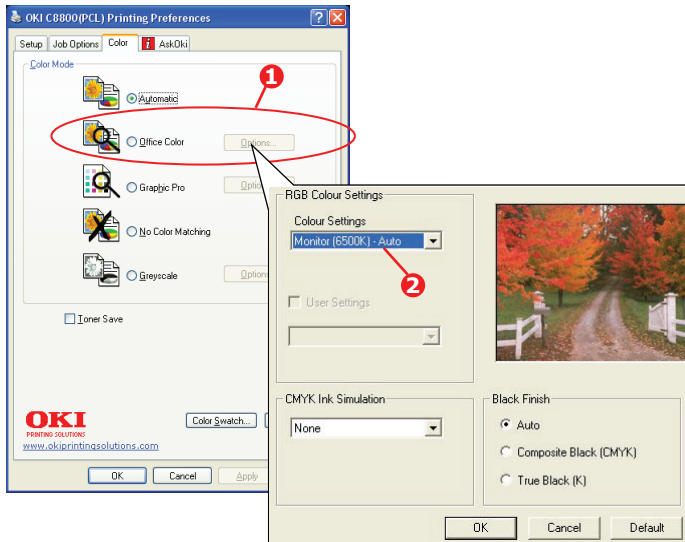 OKI C8800(PCL) Printing Preferences
Setup Job Options Color i AskOki
Color Mode
1
Automatic
Office Color Options...
Graphic Pro
No Color Matching
Greyscale
Toner Save
OKI
PRINTING SOLUTIONS
www.okiprintingsolutions.com
Color Swatch...
OK Cancel Apply
RGB Colour Settings
Colour Settings
Monitor (6500K) - Auto
2
User Settings
CMYK Ink Simulation
None
Black Finish
Auto
Composite Black (CMYK)
True Black (K)
OK Cancel Default